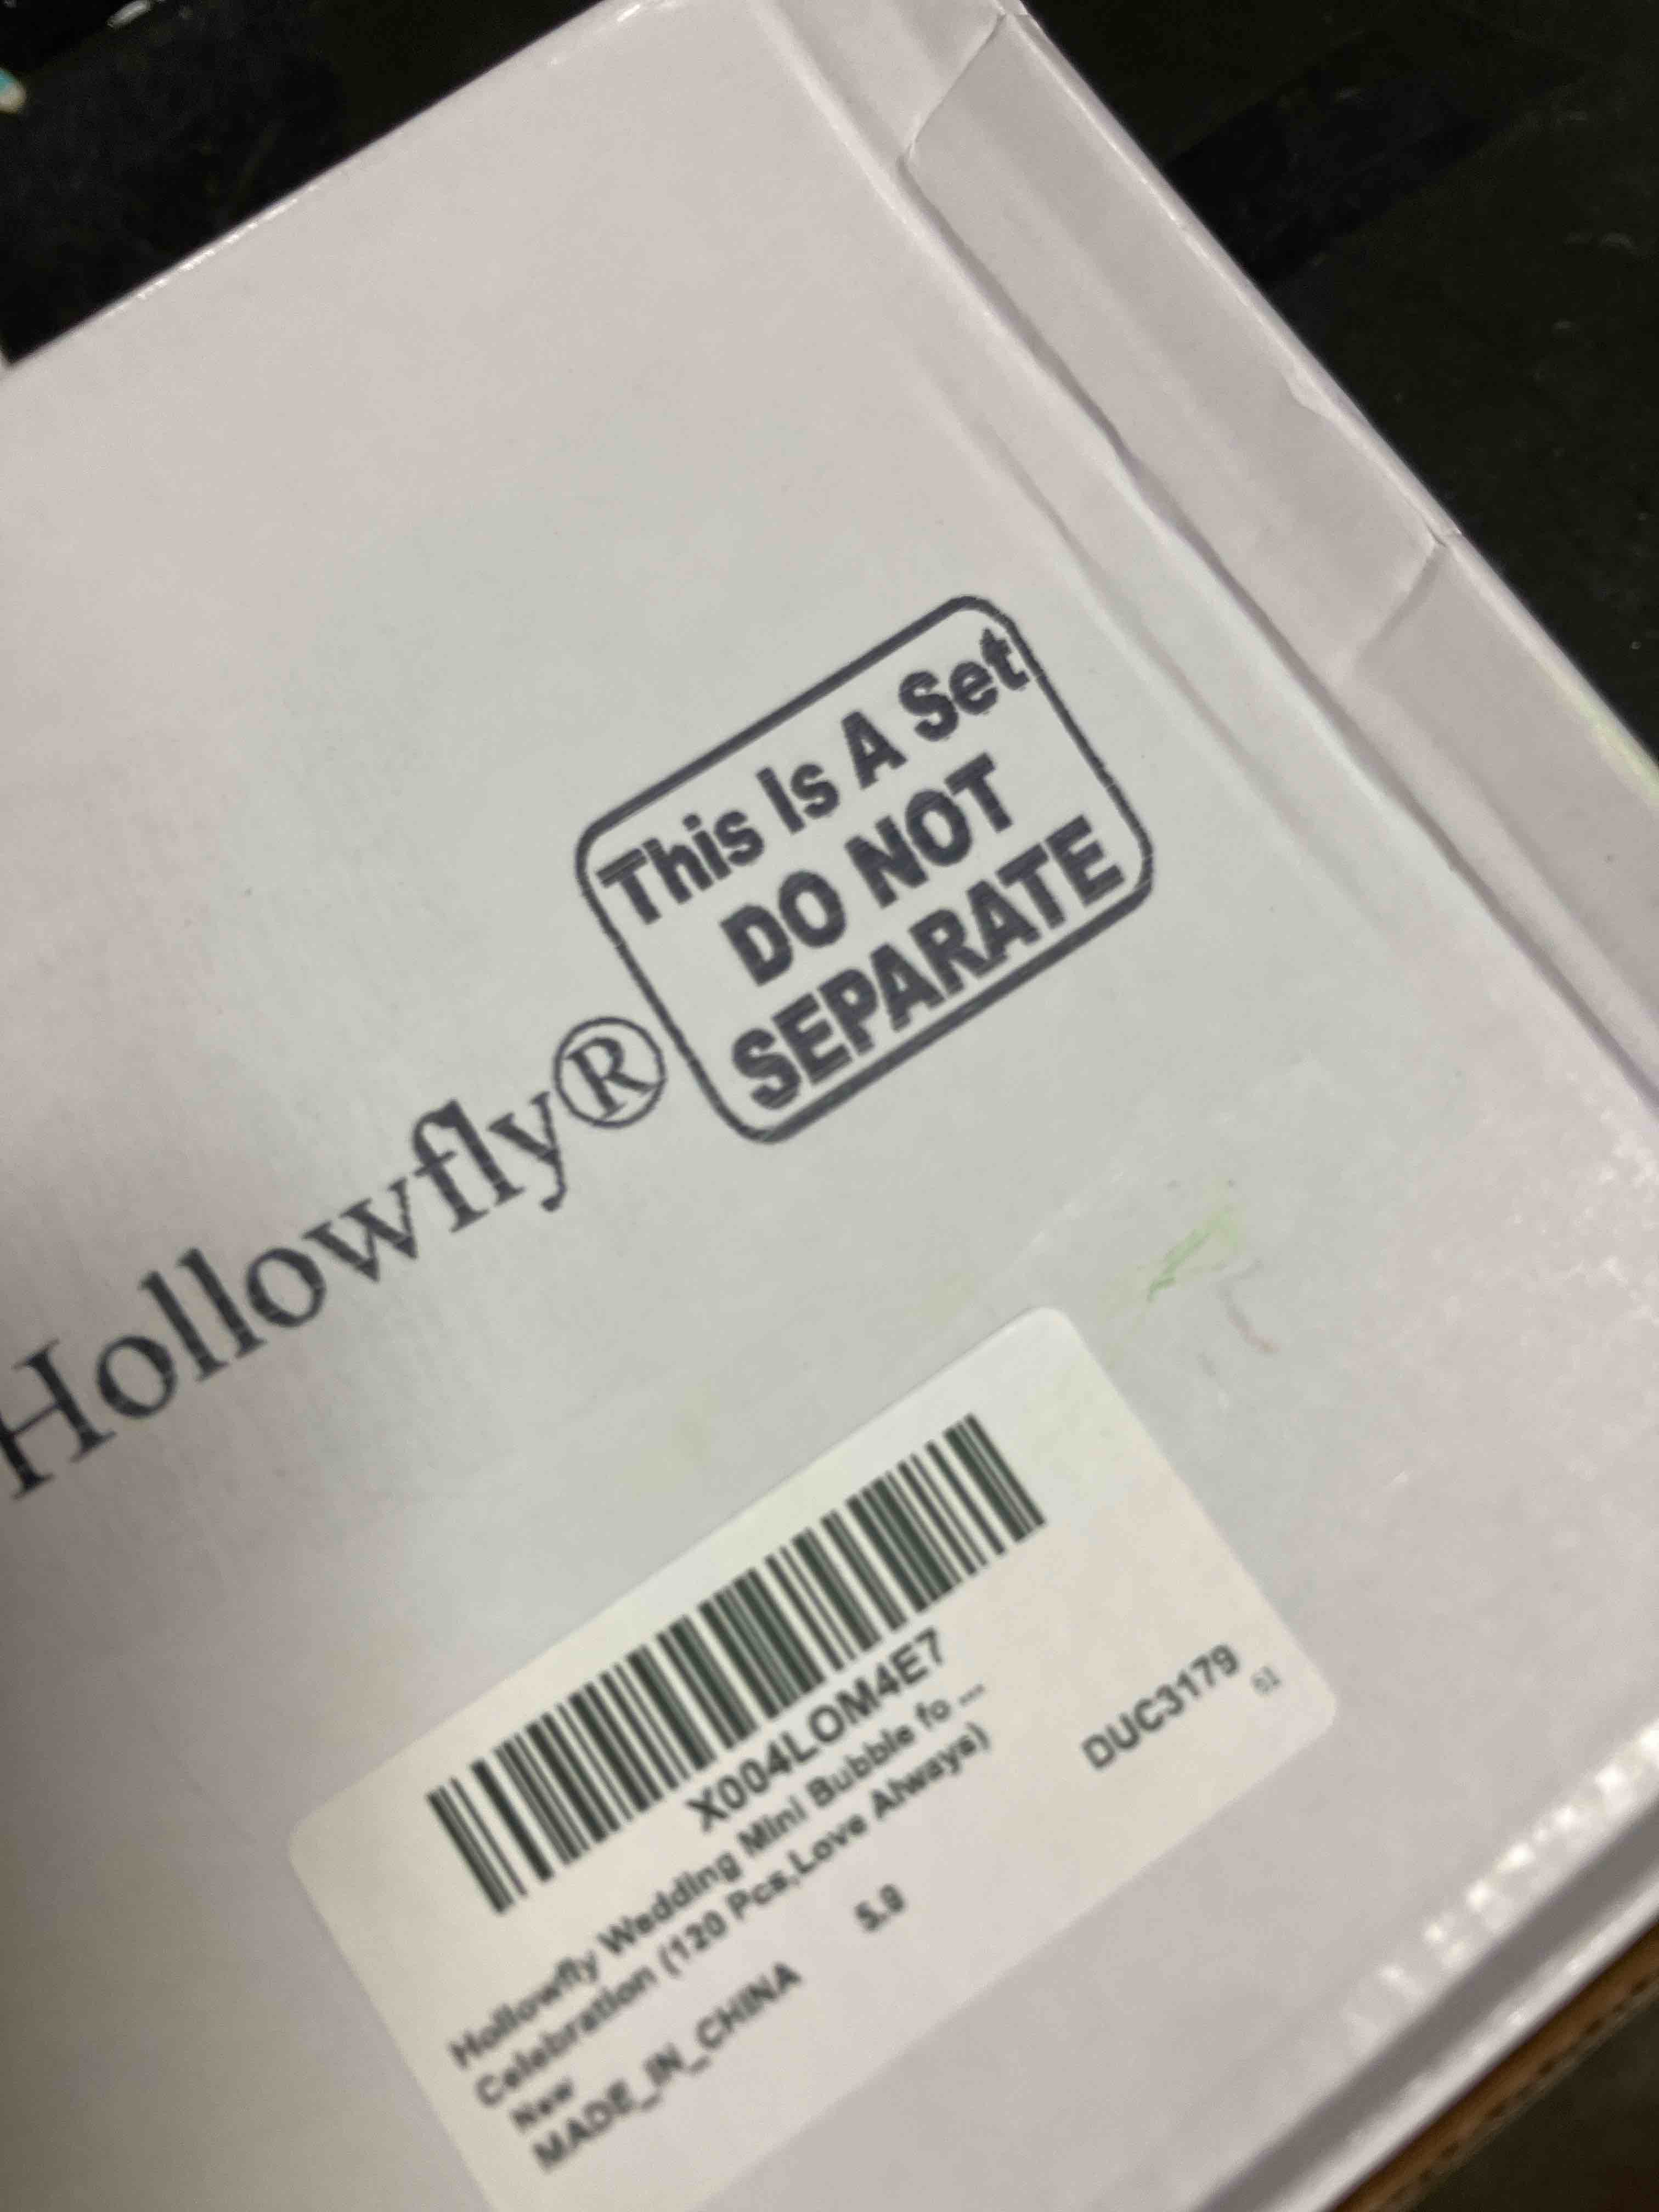 This Is A Set
DO NOT
SEPARATE
Hollowfly®
X004LOM4E7
Hollowfly Wedding Mini Bubble fo ...
Celebration (120 Pcs,Love Always)
New
MADE_IN_CHINA 5.9
DUC3179